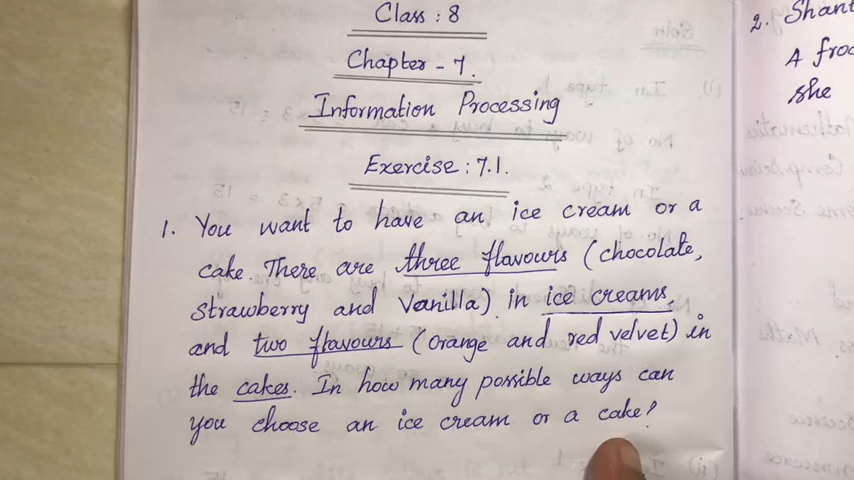 Class : 8
Chapter - 7.
Information Processing
Exercise : 7.1.
1. You want to have an ice cream or a
cake. There are three flavours (chocolate,
Strawberry and Vanilla) in ice creams,
and two flavours (orange and red velvet) in
the cakes. In how many possible ways can
you choose an ice cream or a cake?
2. Shant
A froc
she